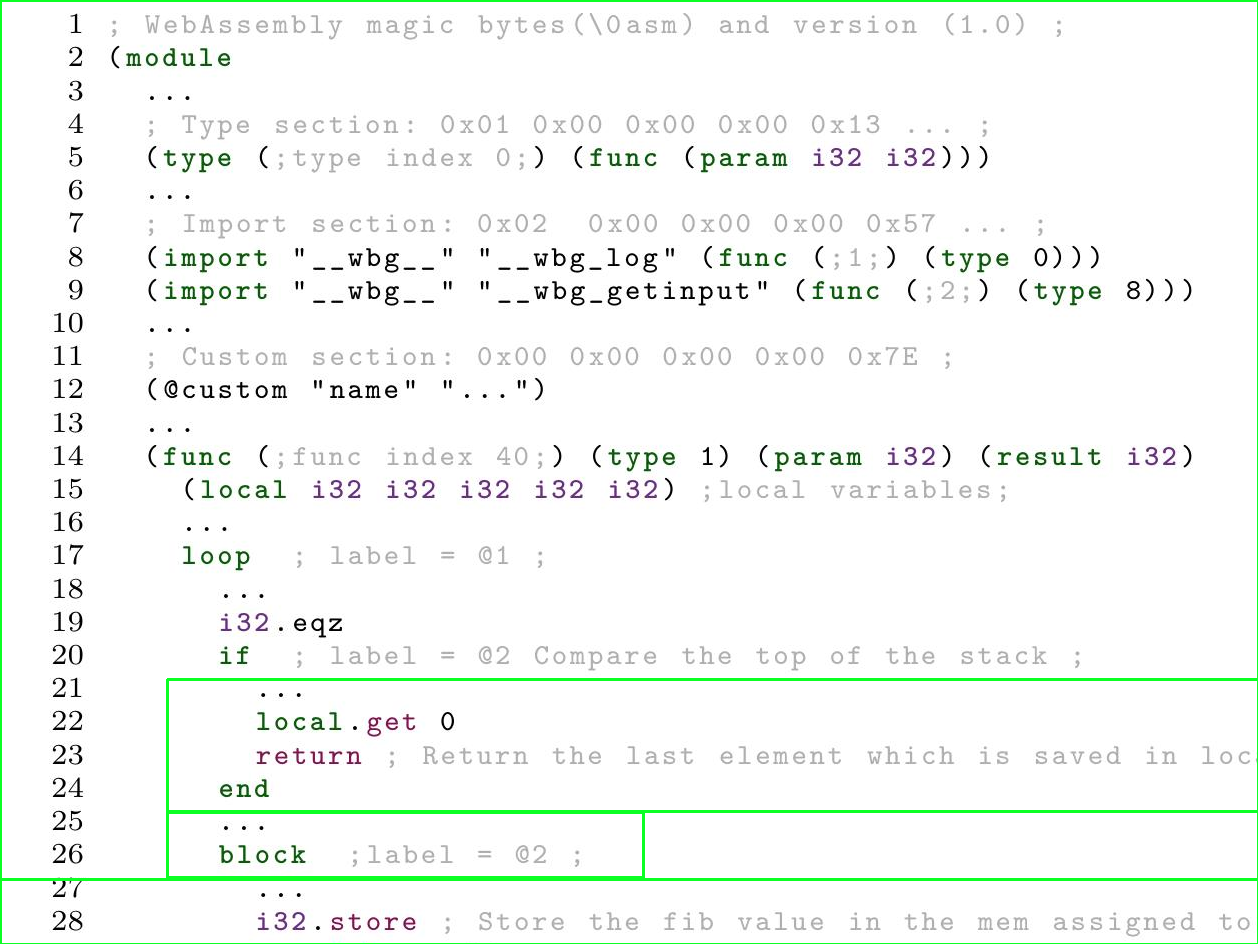 1 ; WebAssembly magic bytes(\0asm) and version (1.0) ;
2 (module
3 ...
4 ; Type section: 0x01 0x00 0x00 0x00 0x13 ... ;
5 (type (;type index 0;) (func (param i32 i32)))
6 ...
7 ; Import section: 0x02 0x00 0x00 0x00 0x57 ... ;
8 (import "__wbg__" "__wbg_log" (func (;1;) (type 0)))
9 (import "__wbg__" "__wbg_getinput" (func (;2;) (type 8)))
10 ...
11 ; Custom section: 0x00 0x00 0x00 0x00 0x7E ;
12 (@custom "name" "...")
13 ...
14 (func (;func index 40;) (type 1) (param i32) (result i32)
15 (local i32 i32 i32 i32 i32) ;local variables;
16 ...
17 loop ; label = @1 ;
18 ...
19 i32.eqz
20 if ; label = @2 Compare the top of the stack ;
21 ...
22 local.get 0
23 return ; Return the last element which is saved in loc
24 end
25 ...
26 block ;label = @2 ;
27 ...
28 i32.store ; Store the fib value in the mem assigned to